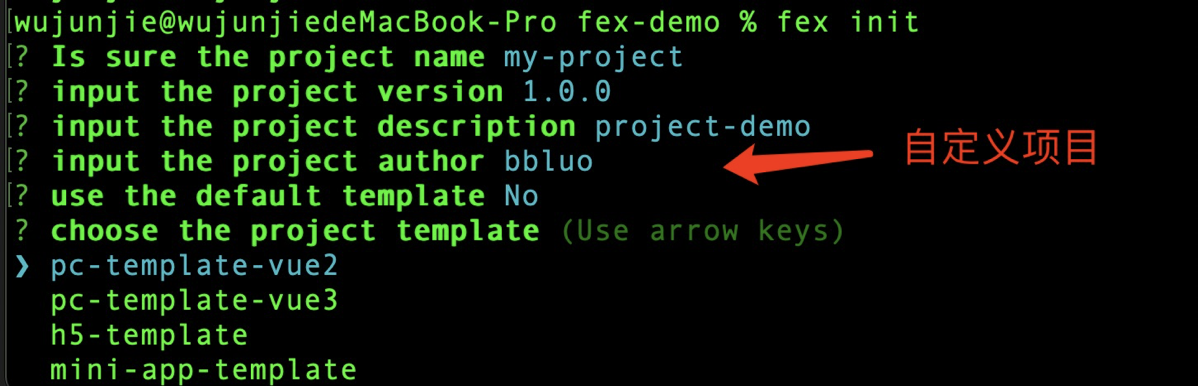 [wujunjie@wujunjiedeMacBook-Pro fex-demo % fex init
[? Is sure the project name my-project
[? input the project version 1.0.0
[? input the project description project-demo
[? input the project author bbluo
自定义项目
[? use the default template No
? choose the project template (Use arrow keys)
❯ pc-template-vue2
pc-template-vue3
h5-template
mini-app-template